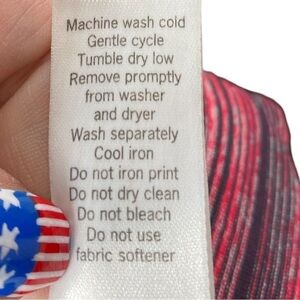 Machine wash cold
Gentle cycle
Tumble dry low
Remove promptly
from washer
and dryer
Wash separately
Cool iron
Do not iron print
Do not dry clean
Do not bleach
Do not use
fabric softener